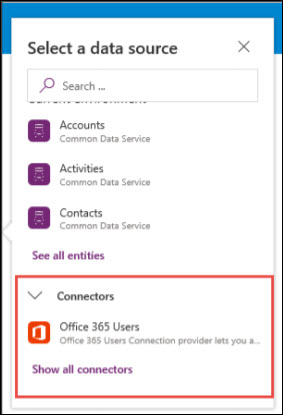 Select a data source
Search ...
Current environment
Accounts
Common Data Service
Activities
Common Data Service
Contacts
Common Data Service
See all entities
Connectors
Office 365 Users
Office 365 Users Connection provider lets you a...
Show all connectors